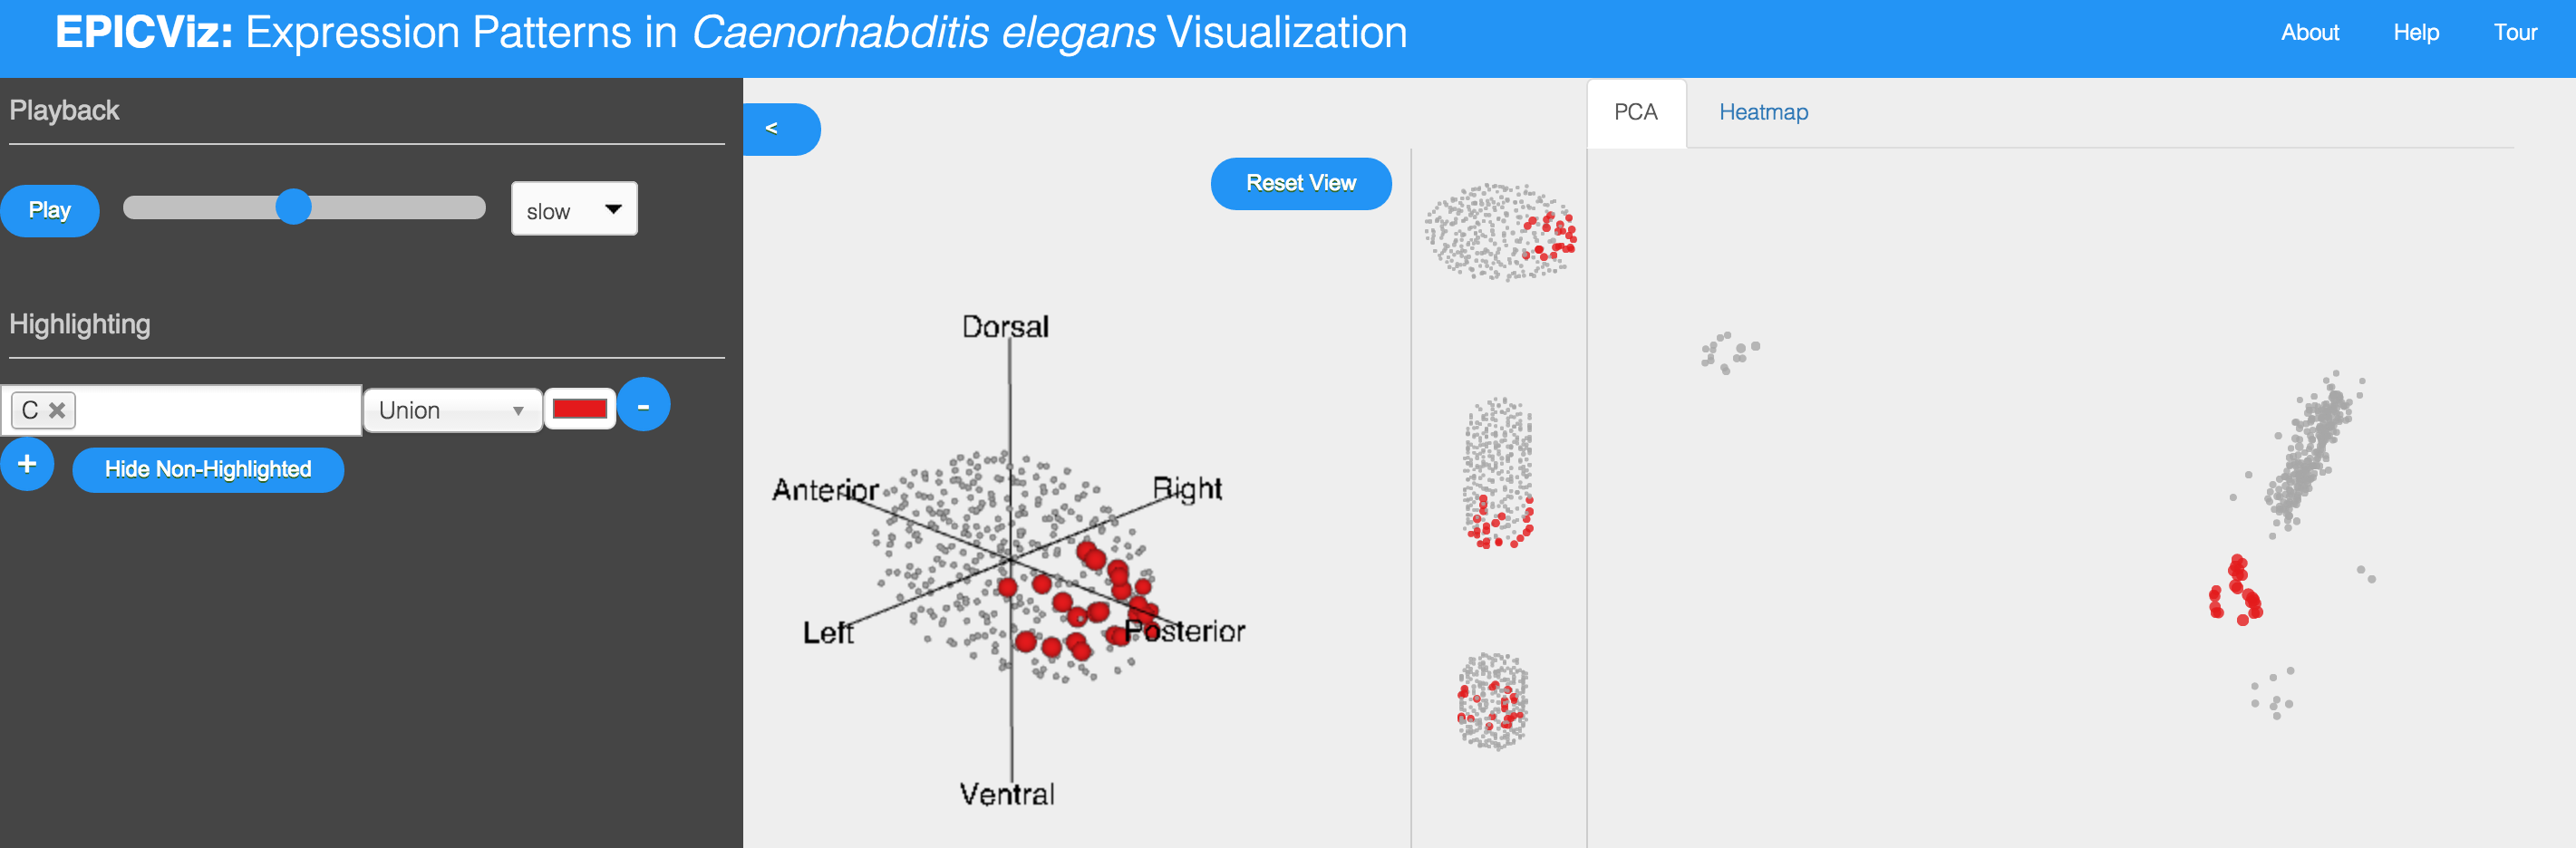 EPICViz: Expression Patterns in Caenorhabditis elegans Visualization
About Help Tour
Playback
Play
slow
Highlighting
C ✖
Union
-
+
Hide Non-Highlighted
<
Reset View
Dorsal
Anterior
Right
Left
Posterior
Ventral
PCA Heatmap